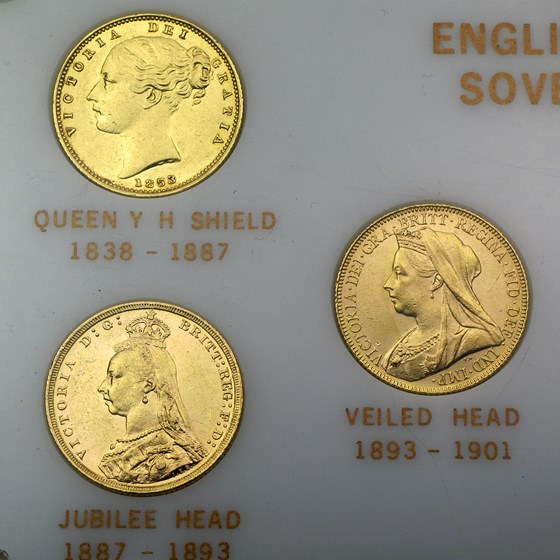 ENGLI
SOVE
VICTORIA DEI GRATIA
1853
QUEEN Y H SHIELD
1838 - 1887
VICTORIA·DEI·GRA·BRITT·REGINA·FID·DEF·IND·IMP·
VEILED HEAD
1893 - 1901
VICTORIA D:G: BRITT:REG:F:D:
JUBILEE HEAD
1887 - 1893